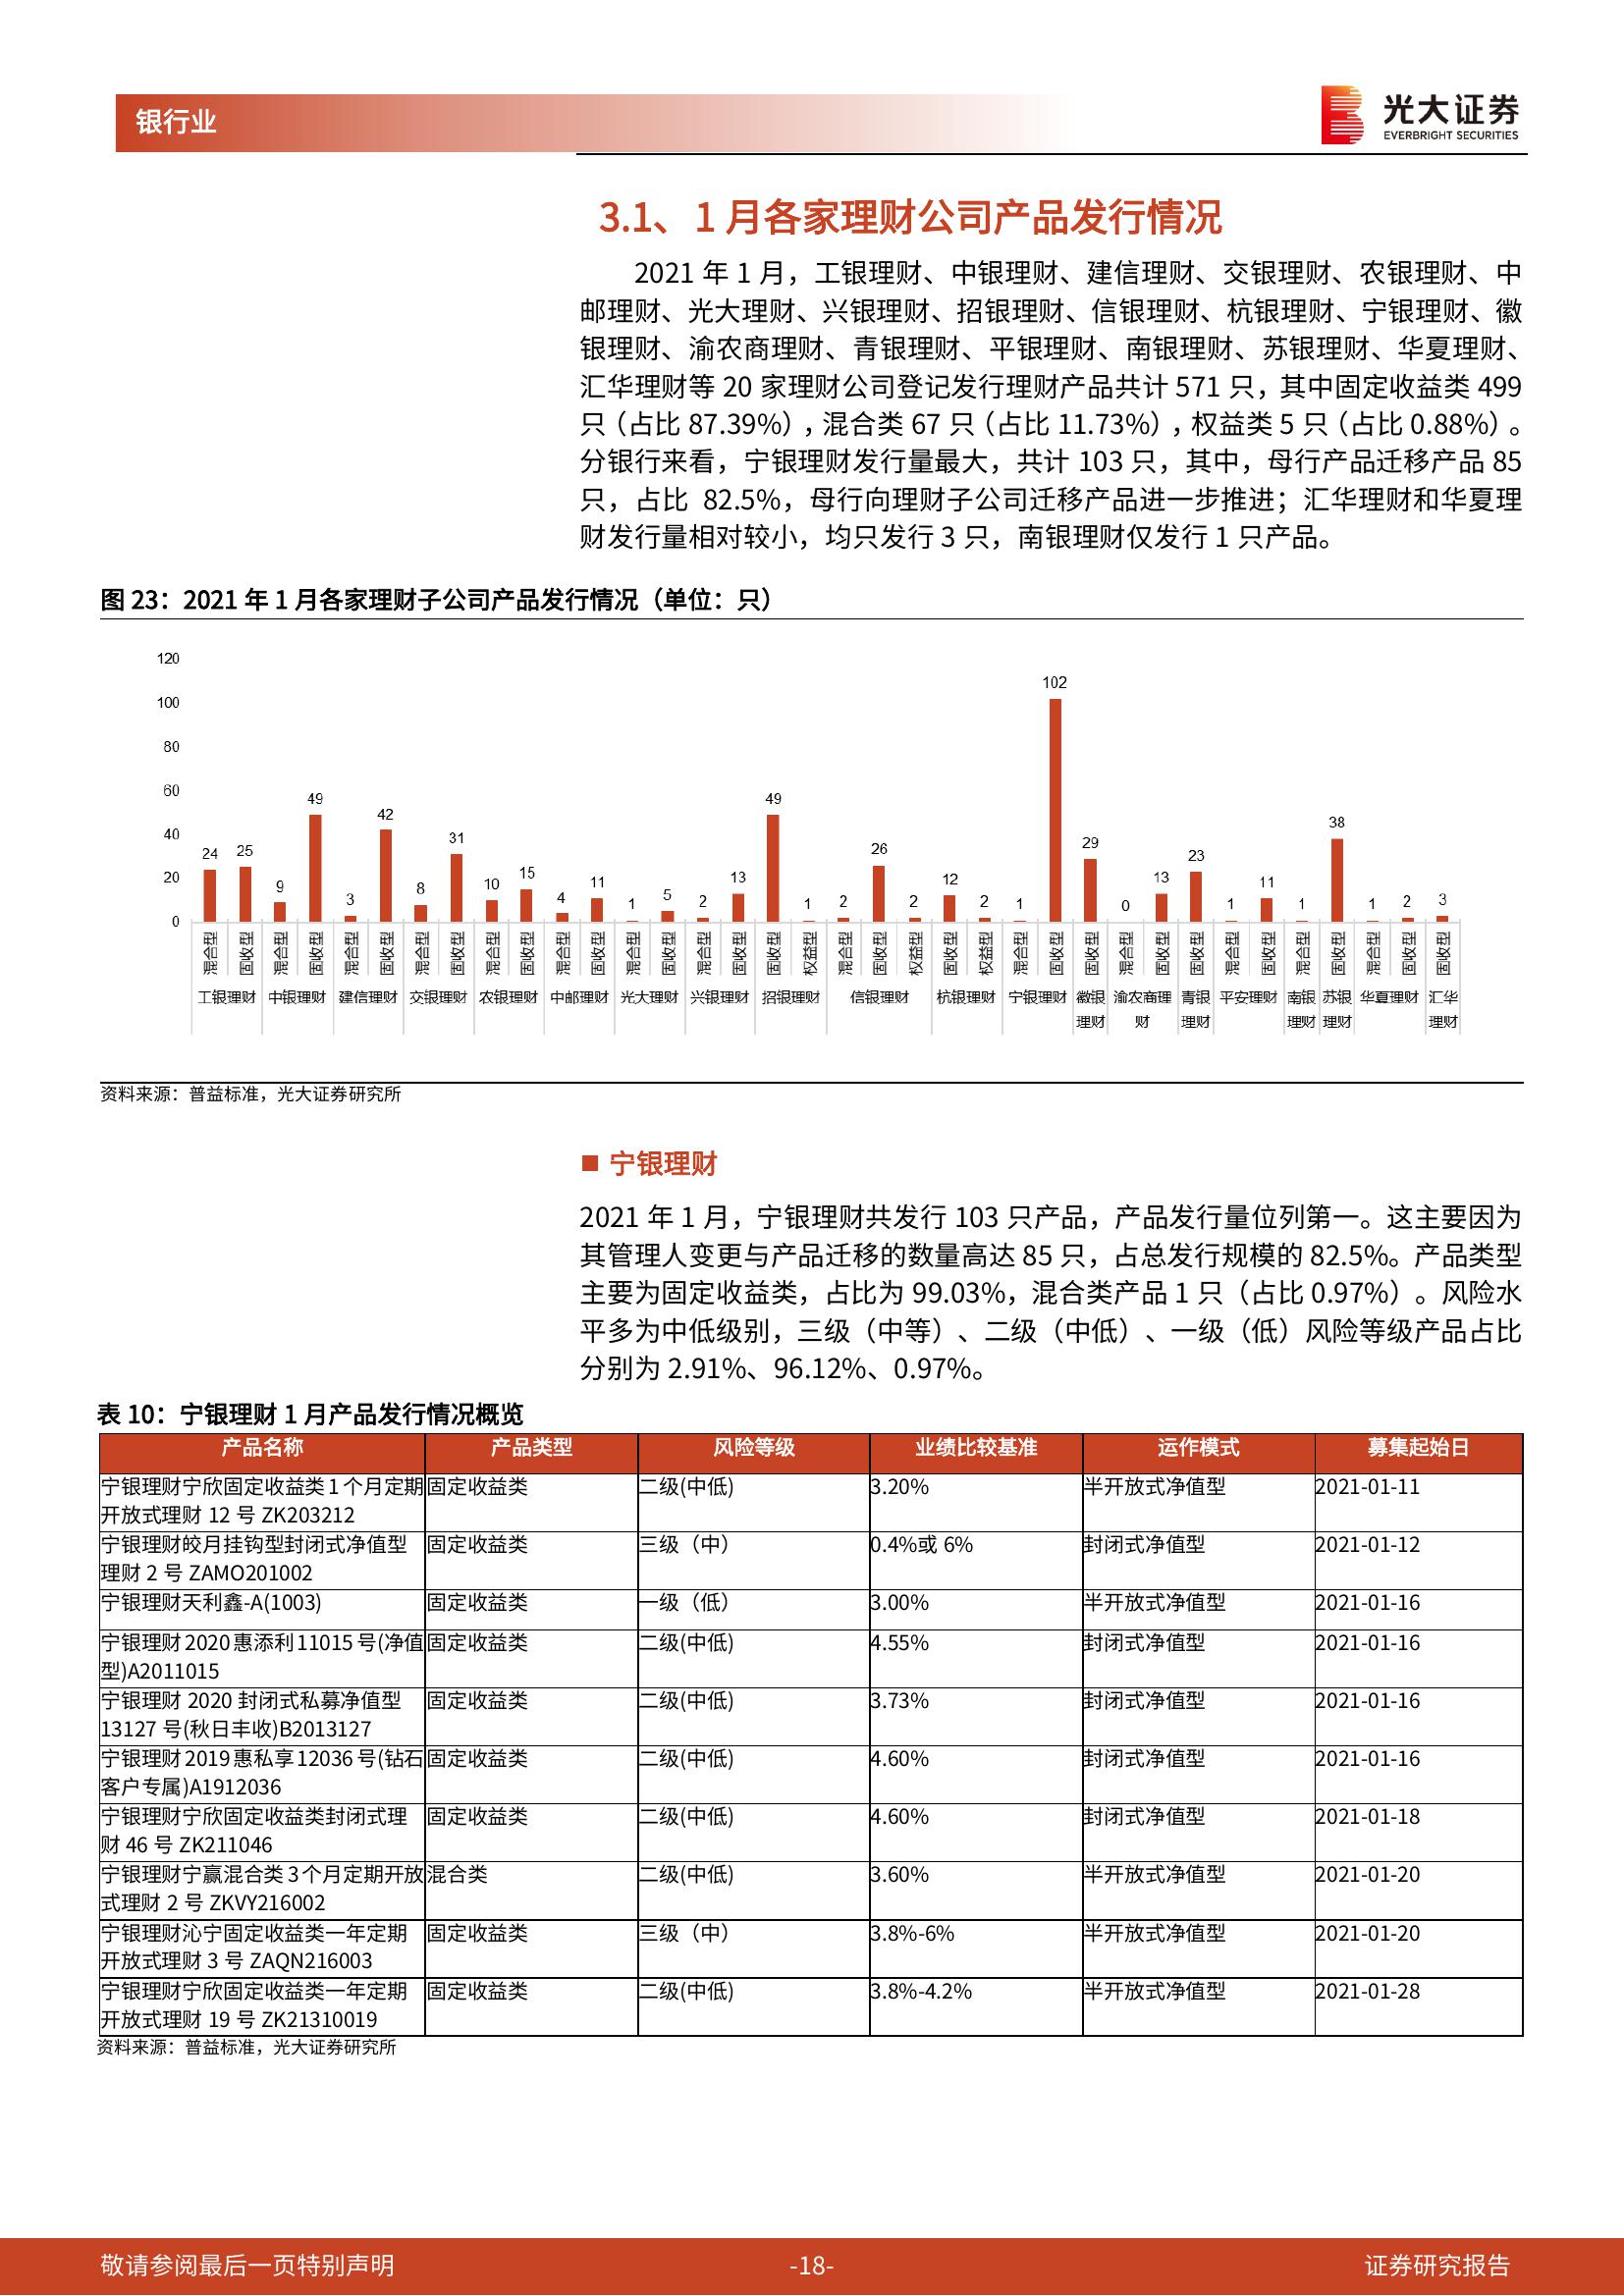 银行业
光大证券
EVERBRIGHT SECURITIES
3.1、 1 月各家理财公司产品发行情况
2021 年 1 月，工银理财、中银理财、建信理财、交银理财、农银理财、中
邮理财、光大理财、兴银理财、招银理财、信银理财、杭银理财、宁银理财、徽
银理财、渝农商理财、青银理财、平银理财、南银理财、苏银理财、华夏理财、
汇华理财等 20 家理财公司登记发行理财产品共计 571 只，其中固定收益类 499
只（占比 87.39%），混合类 67 只（占比 11.73%），权益类 5 只（占比 0.88%）。
分银行来看，宁银理财发行量最大，共计 103 只，其中，母行产品迁移产品 85
只，占比 82.5%，母行向理财子公司迁移产品进一步推进；汇华理财和华夏理
财发行量相对较小，均只发行 3 只，南银理财仅发行 1 只产品。
图 23：2021 年 1 月各家理财子公司产品发行情况（单位：只）
120
100
80
60
40
20
0
24 25 9 49 3 42 8 31 10 15 4 11 1 5 2 13 49 1 2 26 2 12 2 1 102 29 0 13 23 1 11 1 38 1 2 3
混合型 固收型 混合型 固收型 混合型 固收型 混合型 固收型 混合型 固收型 混合型 固收型 混合型 固收型 混合型 固收型 固收型 权益型 混合型 固收型 权益型 固收型 权益型 混合型 固收型 固收型 混合型 固收型 固收型 混合型 固收型 混合型 固收型 混合型 固收型 固收型
工银理财 中银理财 建信理财 交银理财 农银理财 中邮理财 光大理财 兴银理财 招银理财 信银理财 杭银理财 宁银理财 徽银 渝农商理 青银 平安理财 南银 苏银 华夏理财 汇华
理财 财 理财 理财 理财 理财
资料来源：普益标准，光大证券研究所
■ 宁银理财
2021 年 1 月，宁银理财共发行 103 只产品，产品发行量位列第一。这主要因为
其管理人变更与产品迁移的数量高达 85 只，占总发行规模的 82.5%。产品类型
主要为固定收益类，占比为 99.03%，混合类产品 1 只（占比 0.97%）。风险水
平多为中低级别，三级（中等）、二级（中低）、一级（低）风险等级产品占比
分别为 2.91%、96.12%、0.97%。
表 10：宁银理财 1 月产品发行情况概览
产品名称 产品类型 风险等级 业绩比较基准 运作模式 募集起始日
宁银理财宁欣固定收益类 1 个月定期 固定收益类 二级(中低) 3.20% 半开放式净值型 2021-01-11
开放式理财 12 号 ZK203212
宁银理财皎月挂钩型封闭式净值型 固定收益类 三级（中） 0.4%或 6% 封闭式净值型 2021-01-12
理财 2 号 ZAMO201002
宁银理财天利鑫-A(1003) 固定收益类 一级（低） 3.00% 半开放式净值型 2021-01-16
宁银理财 2020 惠添利 11015 号(净值 固定收益类 二级(中低) 4.55% 封闭式净值型 2021-01-16
型)A2011015
宁银理财 2020 封闭式私募净值型 固定收益类 二级(中低) 3.73% 封闭式净值型 2021-01-16
13127 号(秋日丰收)B2013127
宁银理财 2019 惠私享 12036 号(钻石 固定收益类 二级(中低) 4.60% 封闭式净值型 2021-01-16
客户专属)A1912036
宁银理财宁欣固定收益类封闭式理 固定收益类 二级(中低) 4.60% 封闭式净值型 2021-01-18
财 46 号 ZK211046
宁银理财宁赢混合类 3 个月定期开放 混合类 二级(中低) 3.60% 半开放式净值型 2021-01-20
式理财 2 号 ZKVY216002
宁银理财沁宁固定收益类一年定期 固定收益类 三级（中） 3.8%-6% 半开放式净值型 2021-01-20
开放式理财 3 号 ZAQN216003
宁银理财宁欣固定收益类一年定期 固定收益类 二级(中低) 3.8%-4.2% 半开放式净值型 2021-01-28
开放式理财 19 号 ZK21310019
资料来源：普益标准，光大证券研究所
敬请参阅最后一页特别声明 -18- 证券研究报告